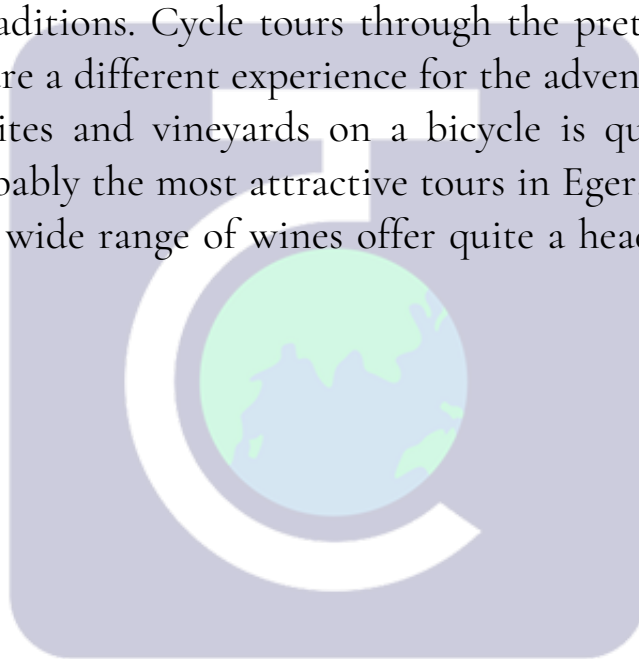 aditions. Cycle tours through the pret
re a different experience for the adven
ites and vineyards on a bicycle is qu
bably the most attractive tours in Eger
wide range of wines offer quite a head